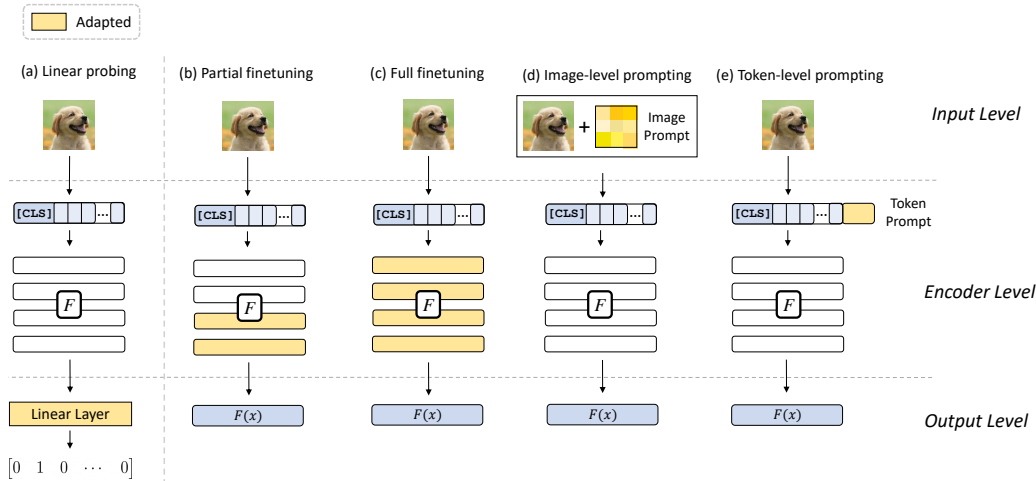 Adapted
(a) Linear probing
(b) Partial finetuning
(c) Full finetuning
(d) Image-level prompting
(e) Token-level prompting
+
Image
Prompt
Input Level
[CLS] ...
[CLS] ...
[CLS] ...
[CLS] ...
[CLS] ...
Token
Prompt
F
F
F
F
F
Encoder Level
Linear Layer
F(x)
F(x)
F(x)
F(x)
Output Level
[0 1 0 ⋯ 0]